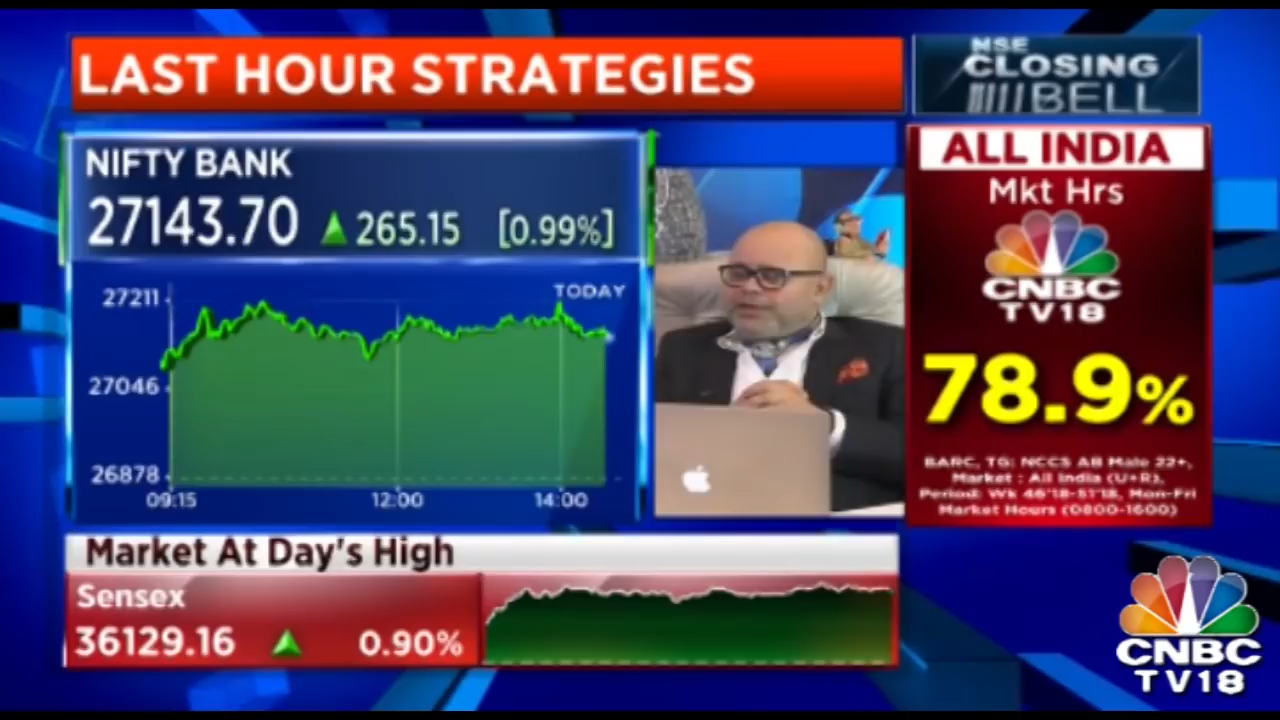 LAST HOUR STRATEGIES
NSE
CLOSING
BELL
NIFTY BANK
27143.70 ▲ 265.15 [0.99%]
TODAY
27211
27046
26878
09:15 12:00 14:00
ALL INDIA
Mkt Hrs
CNBC
TV18
78.9%
BARC, TG: NCCS AB Male 22+,
Market : All India (U+R),
Period: Wk 46'18-51'18, Mon-Fri
Market Hours (0800-1600)
Market At Day's High
Sensex
36129.16 ▲ 0.90%
CNBC
TV18